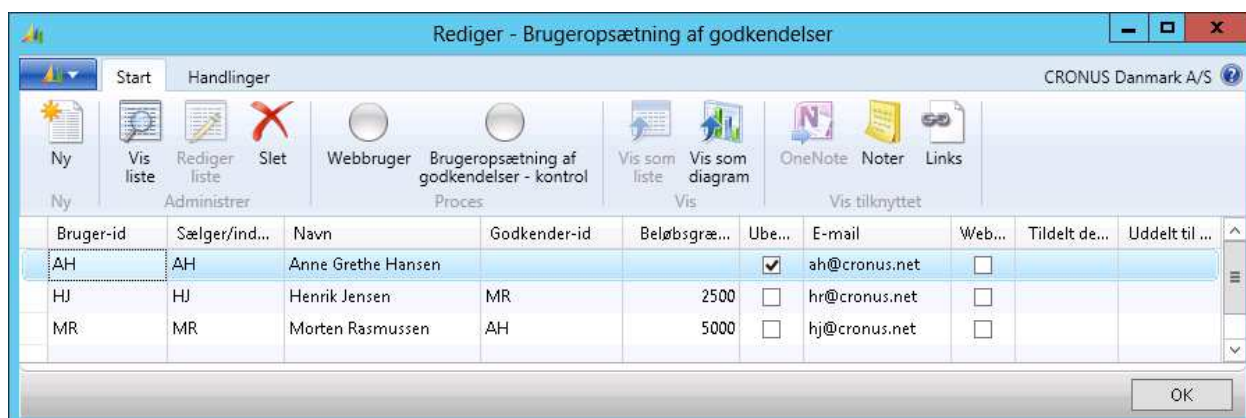 Rediger - Brugeropsætning af godkendelser
Start Handlinger CRONUS Danmark A/S
Ny Vis liste Rediger liste Slet Webbruger Brugeropsætning af godkendelser - kontrol Vis som liste Vis som diagram OneNote Noter Links
Ny Administrer Proces Vis Vis tilknyttet
Bruger-id Sælger/ind... Navn Godkender-id Beløbsgræ... Ube... E-mail Web... Tildelt de... Uddelt til ...
AH AH Anne Grethe Hansen ah@cronus.net
HJ HJ Henrik Jensen MR 2500 hr@cronus.net
MR MR Morten Rasmussen AH 5000 hj@cronus.net
OK